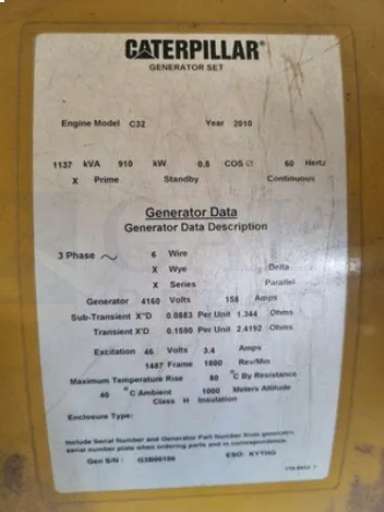 CATERPILLAR®
GENERATOR SET
Engine Model C32 Year 2010
1137 kVA 910 kW 0.8 COS ∅ 60 Hertz
X Prime Standby Continuous
Generator Data
Generator Data Description
3 Phase ~ 6 Wire
X Wye Delta
X Series Parallel
Generator 4160 Volts 158 Amps
Sub-Transient X"D 0.0883 Per Unit 1.344 Ohms
Transient X'D 0.1590 Per Unit 2.4192 Ohms
Excitation 46 Volts 3.4 Amps
1487 Frame 1800 Rev/Min
Maximum Temperature Rise 80 °C By Resistance
40 °C Ambient 1000 Meters Altitude
Class H Insulation
Enclosure Type:
Include Serial Number and Generator Part Number from generator
serial number plate when ordering parts and in correspondence.
Gen S/N : G3B00186